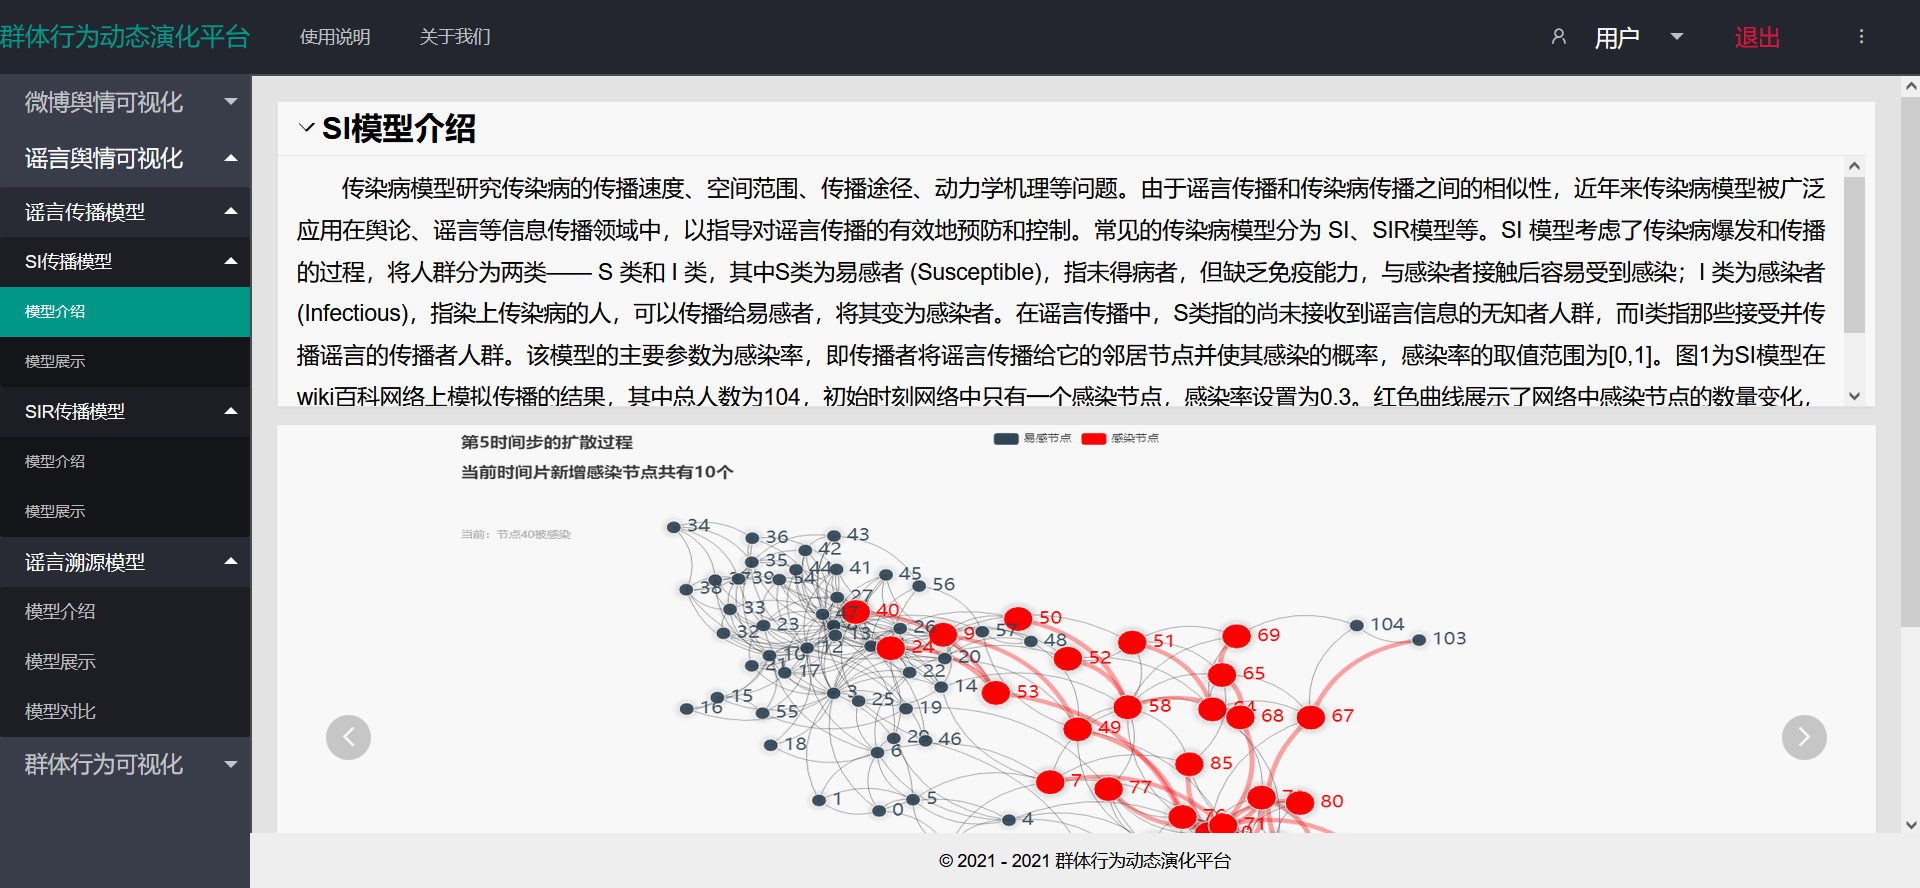 群体行为动态演化平台
使用说明
关于我们
用户
退出
微博舆情可视化
谣言舆情可视化
谣言传播模型
SI传播模型
模型介绍
模型展示
SIR传播模型
模型介绍
模型展示
谣言溯源模型
模型介绍
模型展示
模型对比
群体行为可视化
SI模型介绍
传染病模型研究传染病的传播速度、空间范围、传播途径、动力学机理等问题。由于谣言传播和传染病传播之间的相似性，近年来传染病模型被广泛
应用在舆论、谣言等信息传播领域中，以指导对谣言传播的有效地预防和控制。常见的传染病模型分为 SI、SIR模型等。SI 模型考虑了传染病爆发和传播
的过程，将人群分为两类—— S 类和 I 类，其中S类为易感者 (Susceptible)，指未得病者，但缺乏免疫能力，与感染者接触后容易受到感染；I 类为感染者
(Infectious)，指染上传染病的人，可以传播给易感者，将其变为感染者。在谣言传播中，S类指的尚未接收到谣言信息的无知者人群，而I类指那些接受并传
播谣言的传播者人群。该模型的主要参数为感染率，即传播者将谣言传播给它的邻居节点并使其感染的概率，感染率的取值范围为[0,1]。图1为SI模型在
wiki百科网络上模拟传播的结果，其中总人数为104，初始时刻网络中只有一个感染节点，感染率设置为0.3。红色曲线展示了网络中感染节点的数量变化，
第5时间步的扩散过程
当前时间片新增感染节点共有10个
易感节点
感染节点
当前：节点40被感染
34
36
43
42
35
44
41
39
54
45
56
38
33
27
40
50
23
32
26
9
57
48
13
12
24
51
69
104
103
20
52
17
22
65
53
14
3
25
15
16
55
19
58
68
67
49
18
46
6
85
7
77
80
1
5
0
4
71
© 2021 - 2021 群体行为动态演化平台